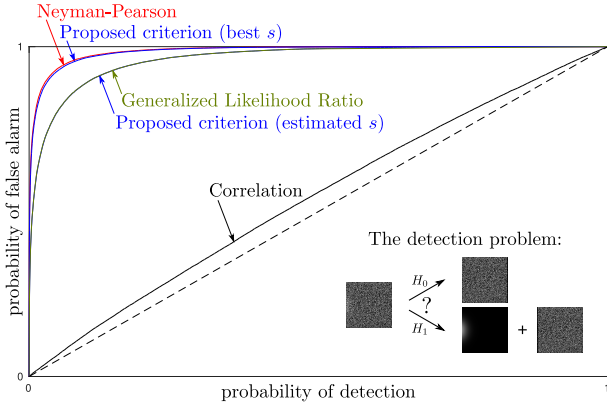 Neyman-Pearson
Proposed criterion (best s)
1
Generalized Likelihood Ratio
Proposed criterion (estimated s)
probability of false alarm
Correlation
The detection problem:
H0
?
H1
+
0
0
probability of detection
1